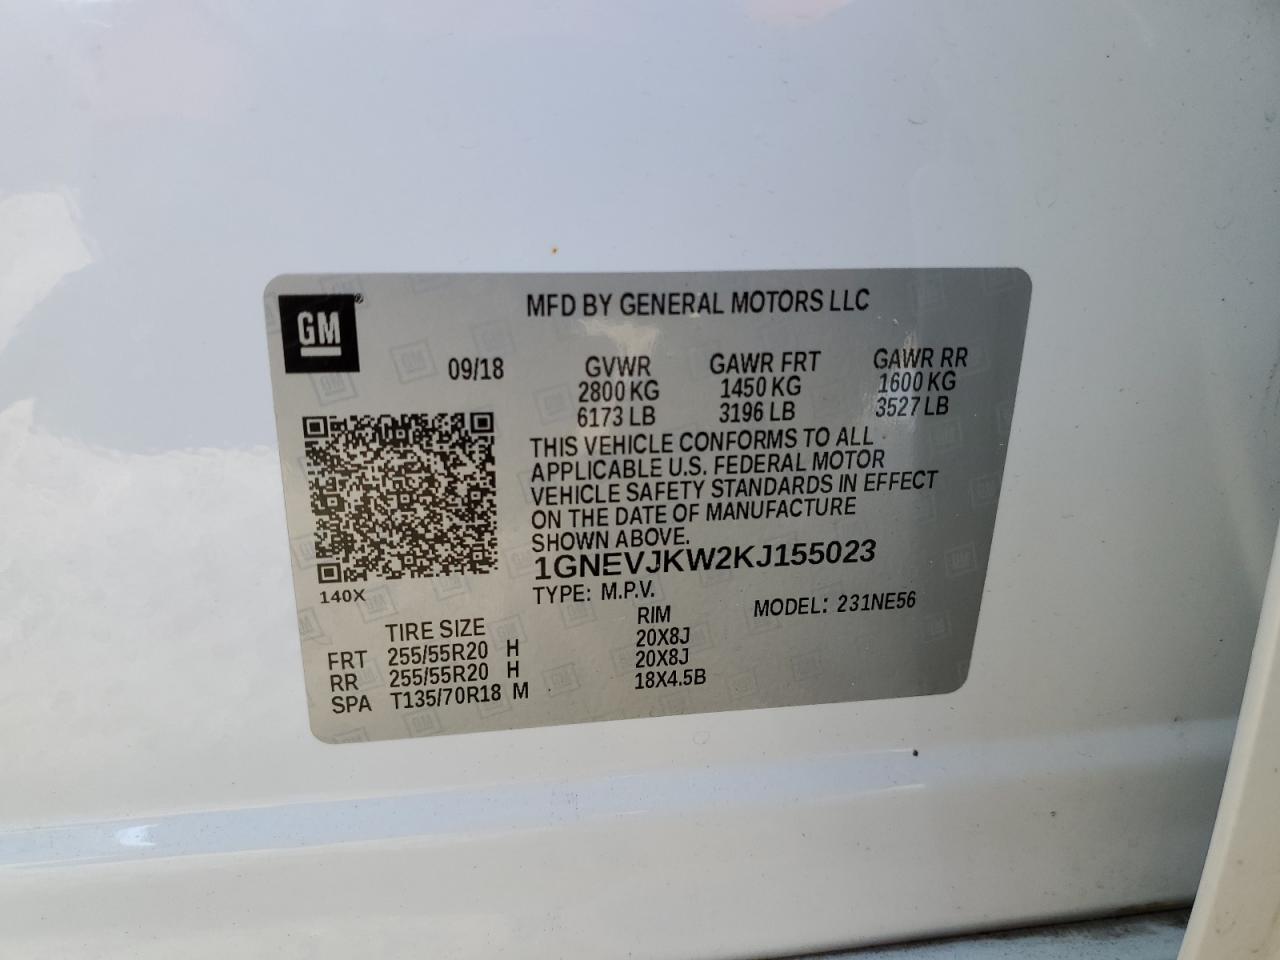 GM®
MFD BY GENERAL MOTORS LLC
09/18 GVWR GAWR FRT GAWR RR
2800 KG 1450 KG 1600 KG
6173 LB 3196 LB 3527 LB
THIS VEHICLE CONFORMS TO ALL
APPLICABLE U.S. FEDERAL MOTOR
VEHICLE SAFETY STANDARDS IN EFFECT
ON THE DATE OF MANUFACTURE
SHOWN ABOVE.
1GNEVJKW2KJ155023
140X
TYPE: M.P.V. MODEL: 231NE56
TIRE SIZE RIM
FRT 255/55R20 H 20X8J
RR 255/55R20 H 20X8J
SPA T135/70R18 M 18X4.5B